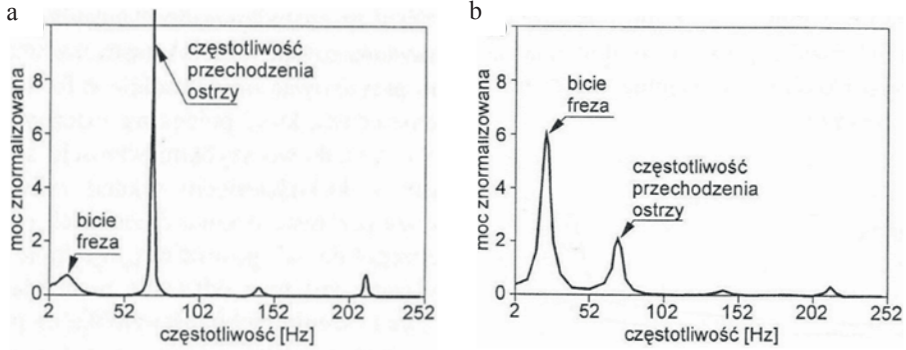 a
częstotliwość
przechodzenia
ostrzy
bicie
freza
moc znormalizowana
8
6
4
2
0
2 52 102 152 202 252
częstotliwość [Hz]
b
bicie
freza
częstotliwość
przechodzenia
ostrzy
moc znormalizowana
8
6
4
2
0
2 52 102 152 202 252
częstotliwość [Hz]